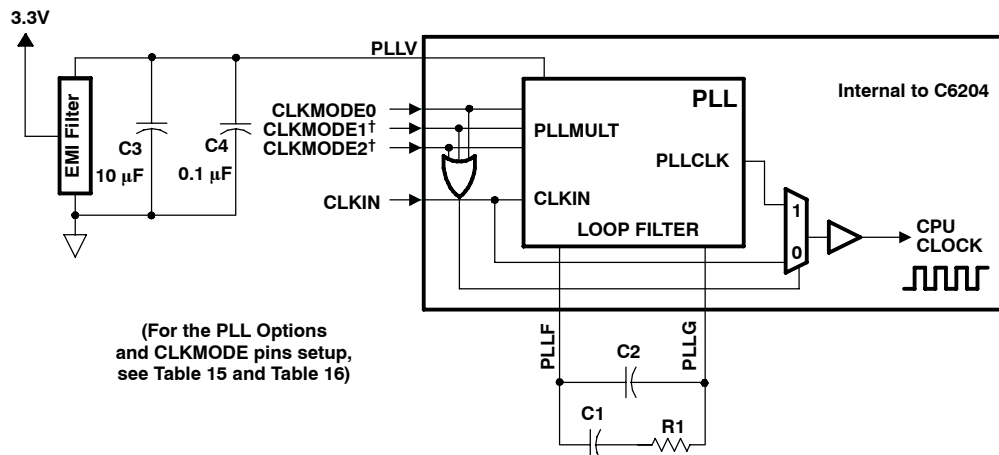 3.3V
PLLV
EMI Filter
C3
10 μF
C4
0.1 μF
CLKMODE0
CLKMODE1†
CLKMODE2†
CLKIN
PLL
PLLMULT
PLLCLK
CLKIN
LOOP FILTER
Internal to C6204
1
0
CPU
CLOCK
(For the PLL Options
and CLKMODE pins setup,
see Table 15 and Table 16)
PLLF
PLLG
C2
C1
R1